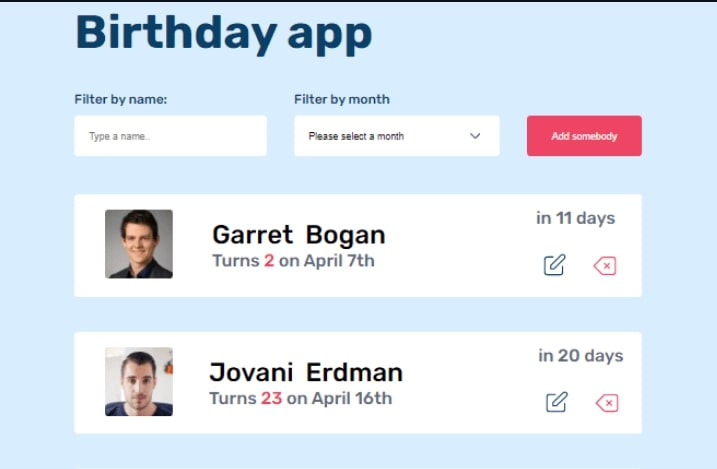 Birthday app
Filter by name:
Filter by month
Type a name..
Please select a month
Add somebody
Garret Bogan
in 11 days
Turns 2 on April 7th
Jovani Erdman
in 20 days
Turns 23 on April 16th